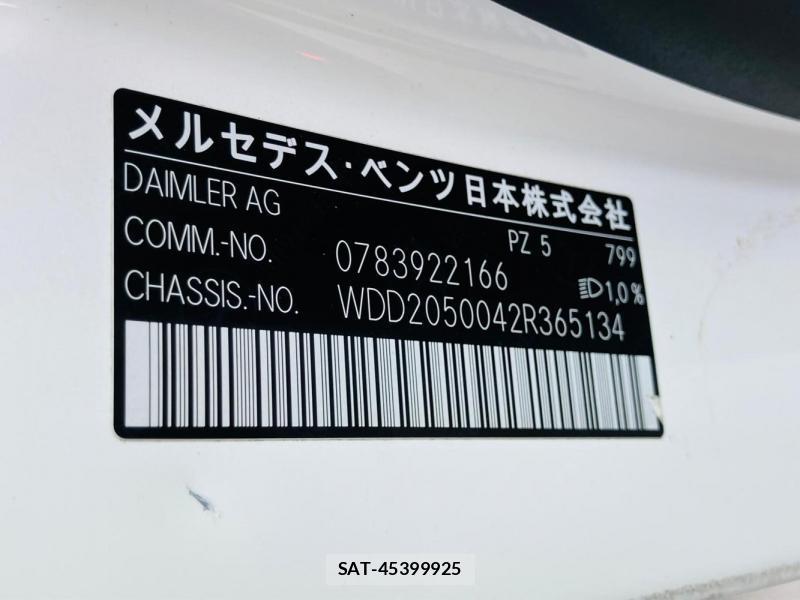 メルセデス・ベンツ日本株式会社
DAIMLER AG PZ 5 799
COMM.-NO. 0783922166 1,0%
CHASSIS.-NO. WDD2050042R365134
SAT-45399925